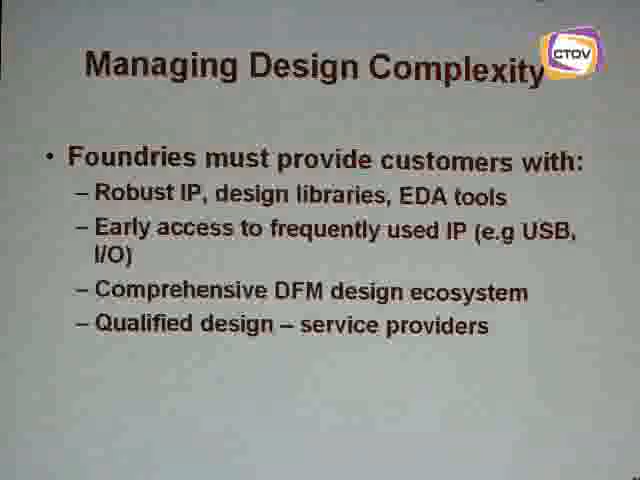 CTOV
Managing Design Complexity
• Foundries must provide customers with:
– Robust IP, design libraries, EDA tools
– Early access to frequently used IP (e.g USB,
I/O)
– Comprehensive DFM design ecosystem
– Qualified design – service providers